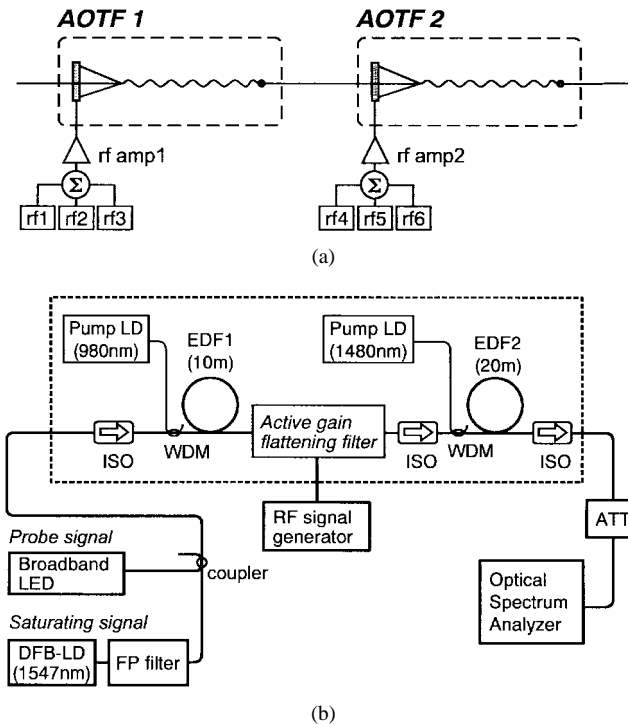 AOTF 1
AOTF 2
rf amp1
rf amp2
Σ
Σ
rf1
rf2
rf3
rf4
rf5
rf6
(a)
Pump LD
(980nm)
EDF1
(10m)
Pump LD
(1480nm)
EDF2
(20m)
Active gain
flattening filter
ISO
WDM
ISO
WDM
ISO
RF signal
generator
ATT
Probe signal
Broadband
LED
coupler
Optical
Spectrum
Analyzer
Saturating signal
DFB-LD
(1547nm)
FP filter
(b)